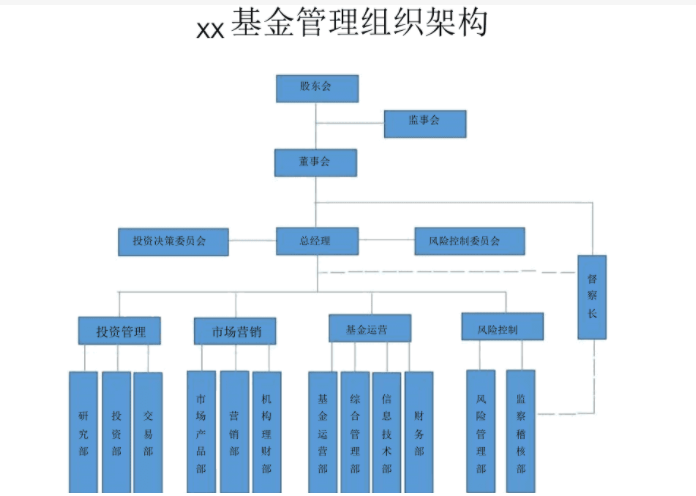 xx 基金管理组织架构
股东会
监事会
董事会
投资决策委员会
总经理
风险控制委员会
督察长
投资管理
市场营销
基金运营
风险控制
研究部
投资部
交易部
市场产品部
营销部
机构理财部
基金运营部
综合管理部
信息技术部
财务部
风险管理部
监察稽核部